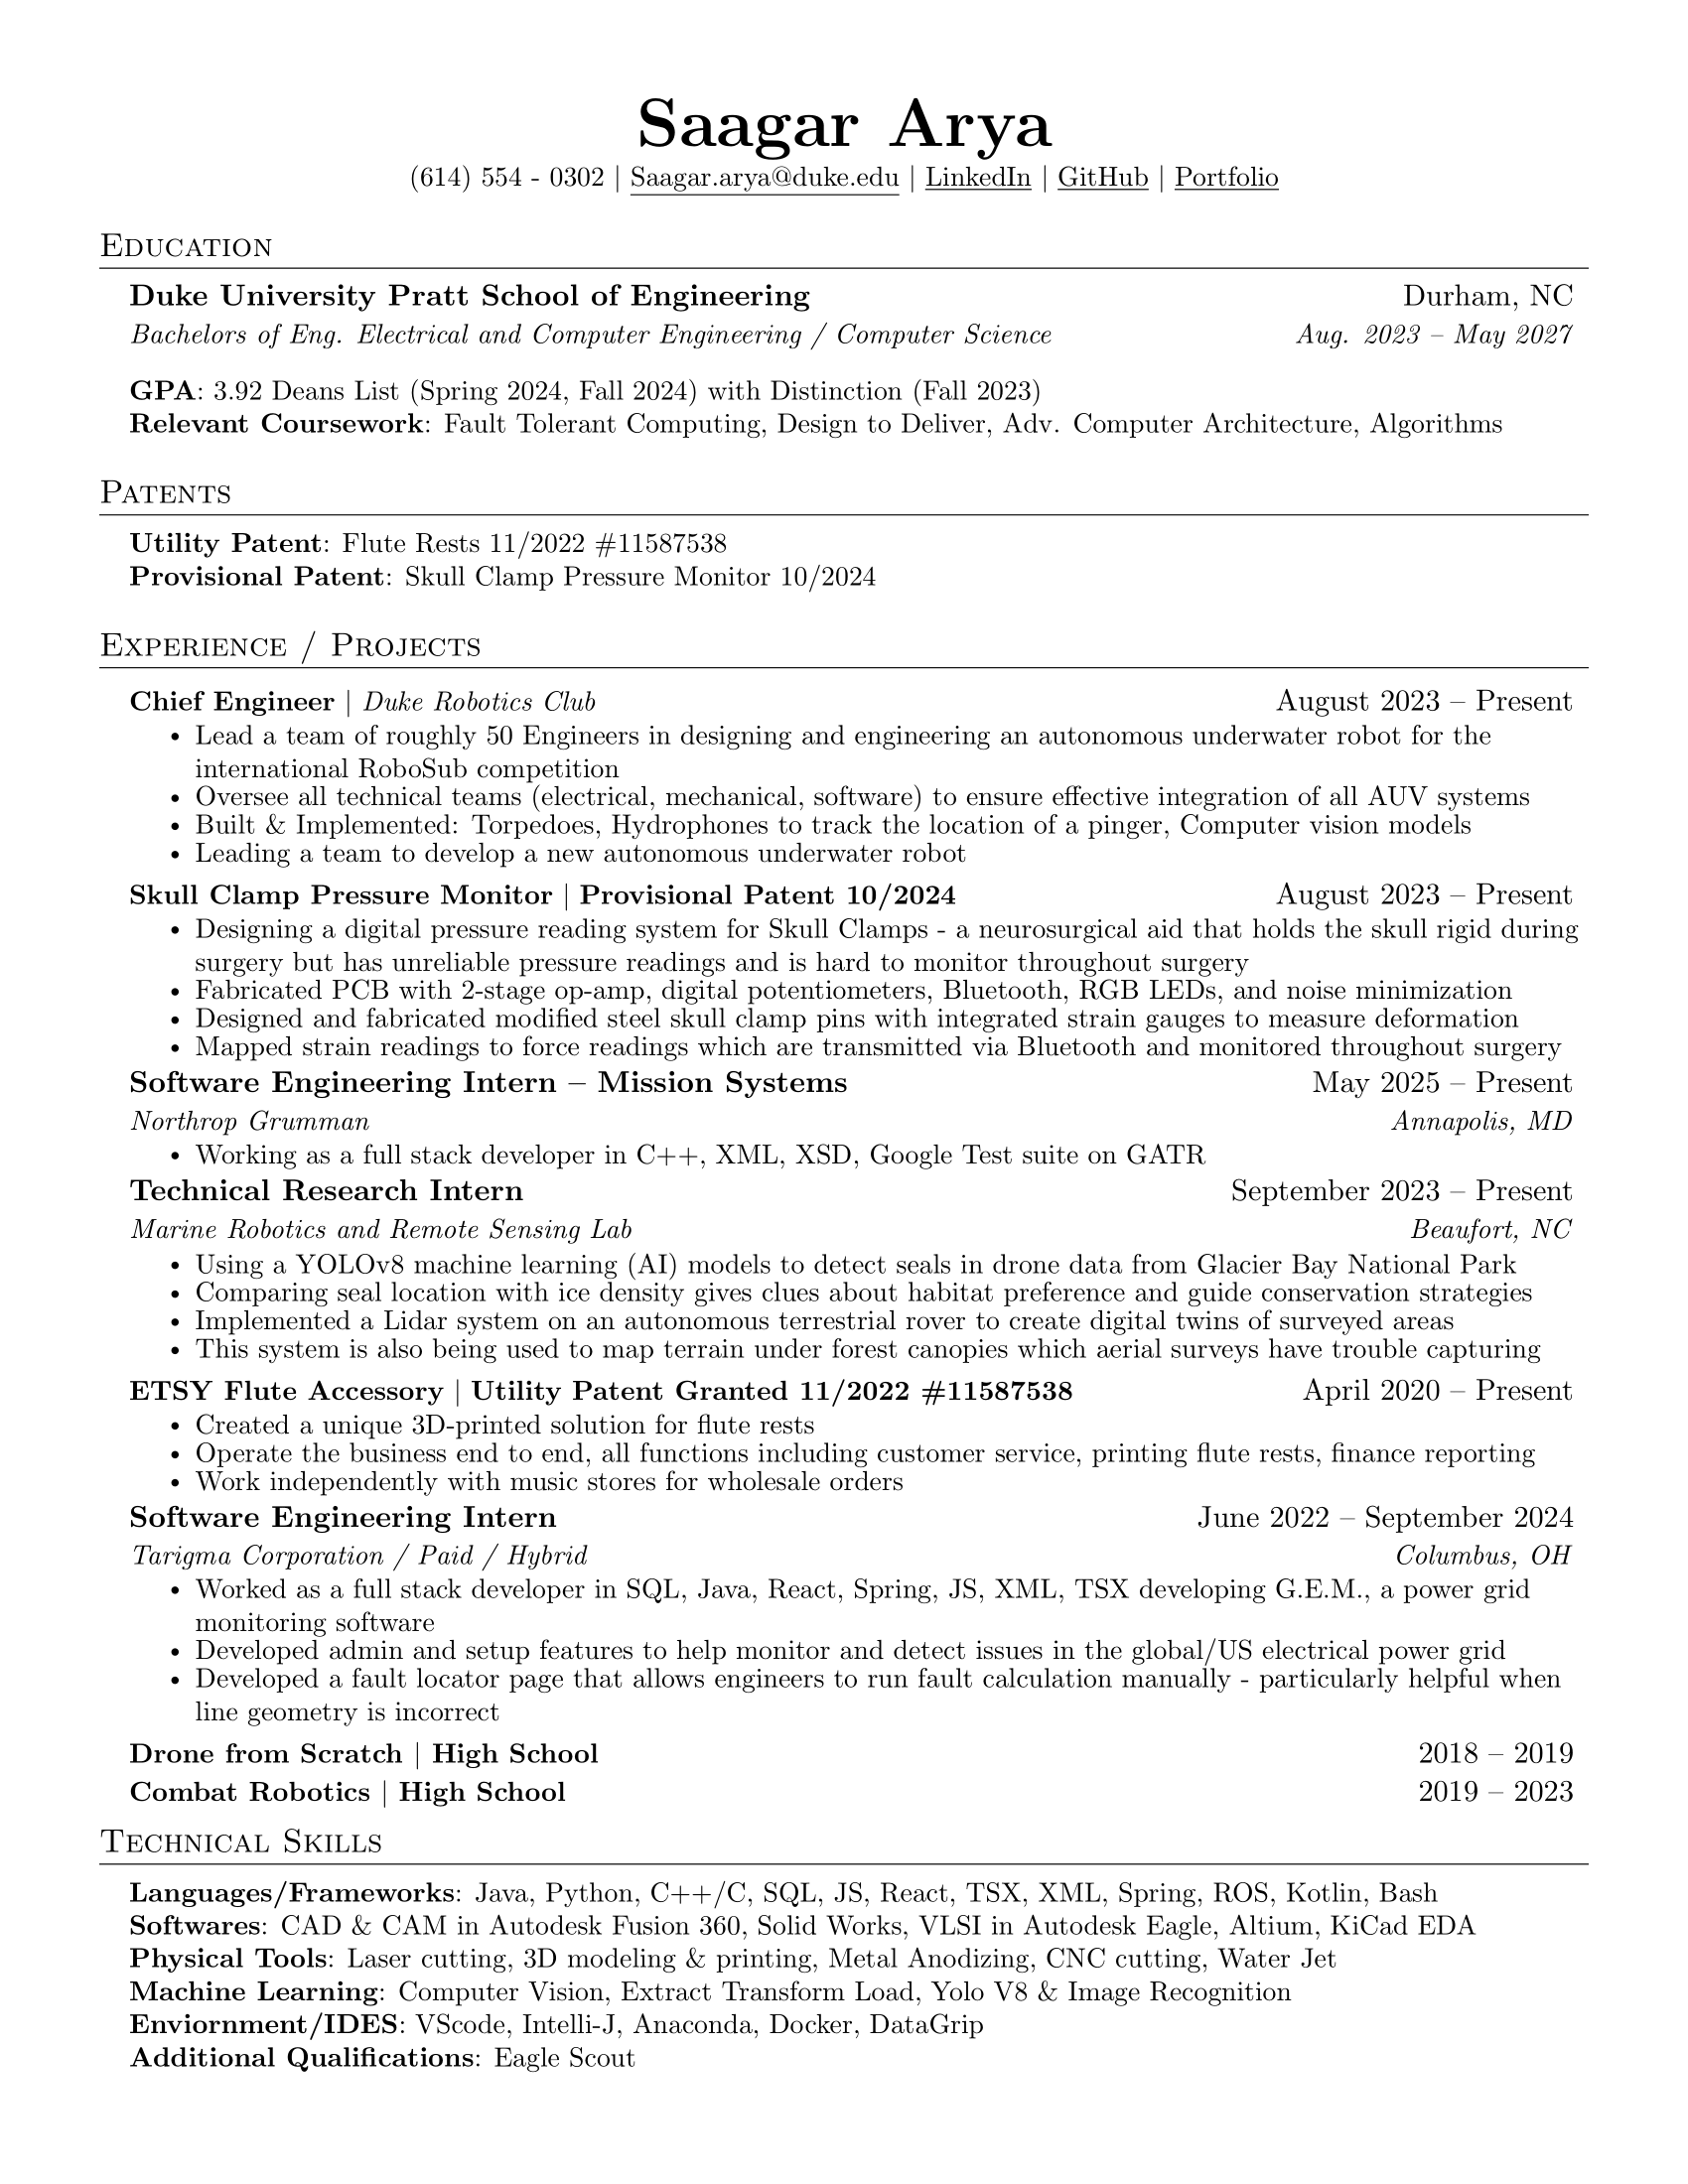 Saagar Arya
(614) 554 - 0302 | Saagar.arya@duke.edu | LinkedIn | GitHub | Portfolio
Education
Duke University Pratt School of Engineering Durham, NC
Bachelors of Eng. Electrical and Computer Engineering / Computer Science Aug. 2023 – May 2027
GPA: 3.92 Deans List (Spring 2024, Fall 2024) with Distinction (Fall 2023)
Relevant Coursework: Fault Tolerant Computing, Design to Deliver, Adv. Computer Architecture, Algorithms
Patents
Utility Patent: Flute Rests 11/2022 #11587538
Provisional Patent: Skull Clamp Pressure Monitor 10/2024
Experience / Projects
Chief Engineer | Duke Robotics Club August 2023 – Present
• Lead a team of roughly 50 Engineers in designing and engineering an autonomous underwater robot for the
international RoboSub competition
• Oversee all technical teams (electrical, mechanical, software) to ensure effective integration of all AUV systems
• Built & Implemented: Torpedoes, Hydrophones to track the location of a pinger, Computer vision models
• Leading a team to develop a new autonomous underwater robot
Skull Clamp Pressure Monitor | Provisional Patent 10/2024 August 2023 – Present
• Designing a digital pressure reading system for Skull Clamps - a neurosurgical aid that holds the skull rigid during
surgery but has unreliable pressure readings and is hard to monitor throughout surgery
• Fabricated PCB with 2-stage op-amp, digital potentiometers, Bluetooth, RGB LEDs, and noise minimization
• Designed and fabricated modified steel skull clamp pins with integrated strain gauges to measure deformation
• Mapped strain readings to force readings which are transmitted via Bluetooth and monitored throughout surgery
Software Engineering Intern – Mission Systems May 2025 – Present
Northrop Grumman Annapolis, MD
• Working as a full stack developer in C++, XML, XSD, Google Test suite on GATR
Technical Research Intern September 2023 – Present
Marine Robotics and Remote Sensing Lab Beaufort, NC
• Using a YOLOv8 machine learning (AI) models to detect seals in drone data from Glacier Bay National Park
• Comparing seal location with ice density gives clues about habitat preference and guide conservation strategies
• Implemented a Lidar system on an autonomous terrestrial rover to create digital twins of surveyed areas
• This system is also being used to map terrain under forest canopies which aerial surveys have trouble capturing
ETSY Flute Accessory | Utility Patent Granted 11/2022 #11587538 April 2020 – Present
• Created a unique 3D-printed solution for flute rests
• Operate the business end to end, all functions including customer service, printing flute rests, finance reporting
• Work independently with music stores for wholesale orders
Software Engineering Intern June 2022 – September 2024
Tarigma Corporation / Paid / Hybrid Columbus, OH
• Worked as a full stack developer in SQL, Java, React, Spring, JS, XML, TSX developing G.E.M., a power grid
monitoring software
• Developed admin and setup features to help monitor and detect issues in the global/US electrical power grid
• Developed a fault locator page that allows engineers to run fault calculation manually - particularly helpful when
line geometry is incorrect
Drone from Scratch | High School 2018 – 2019
Combat Robotics | High School 2019 – 2023
Technical Skills
Languages/Frameworks: Java, Python, C++/C, SQL, JS, React, TSX, XML, Spring, ROS, Kotlin, Bash
Softwares: CAD & CAM in Autodesk Fusion 360, Solid Works, VLSI in Autodesk Eagle, Altium, KiCad EDA
Physical Tools: Laser cutting, 3D modeling & printing, Metal Anodizing, CNC cutting, Water Jet
Machine Learning: Computer Vision, Extract Transform Load, Yolo V8 & Image Recognition
Enviornment/IDES: VScode, Intelli-J, Anaconda, Docker, DataGrip
Additional Qualifications: Eagle Scout